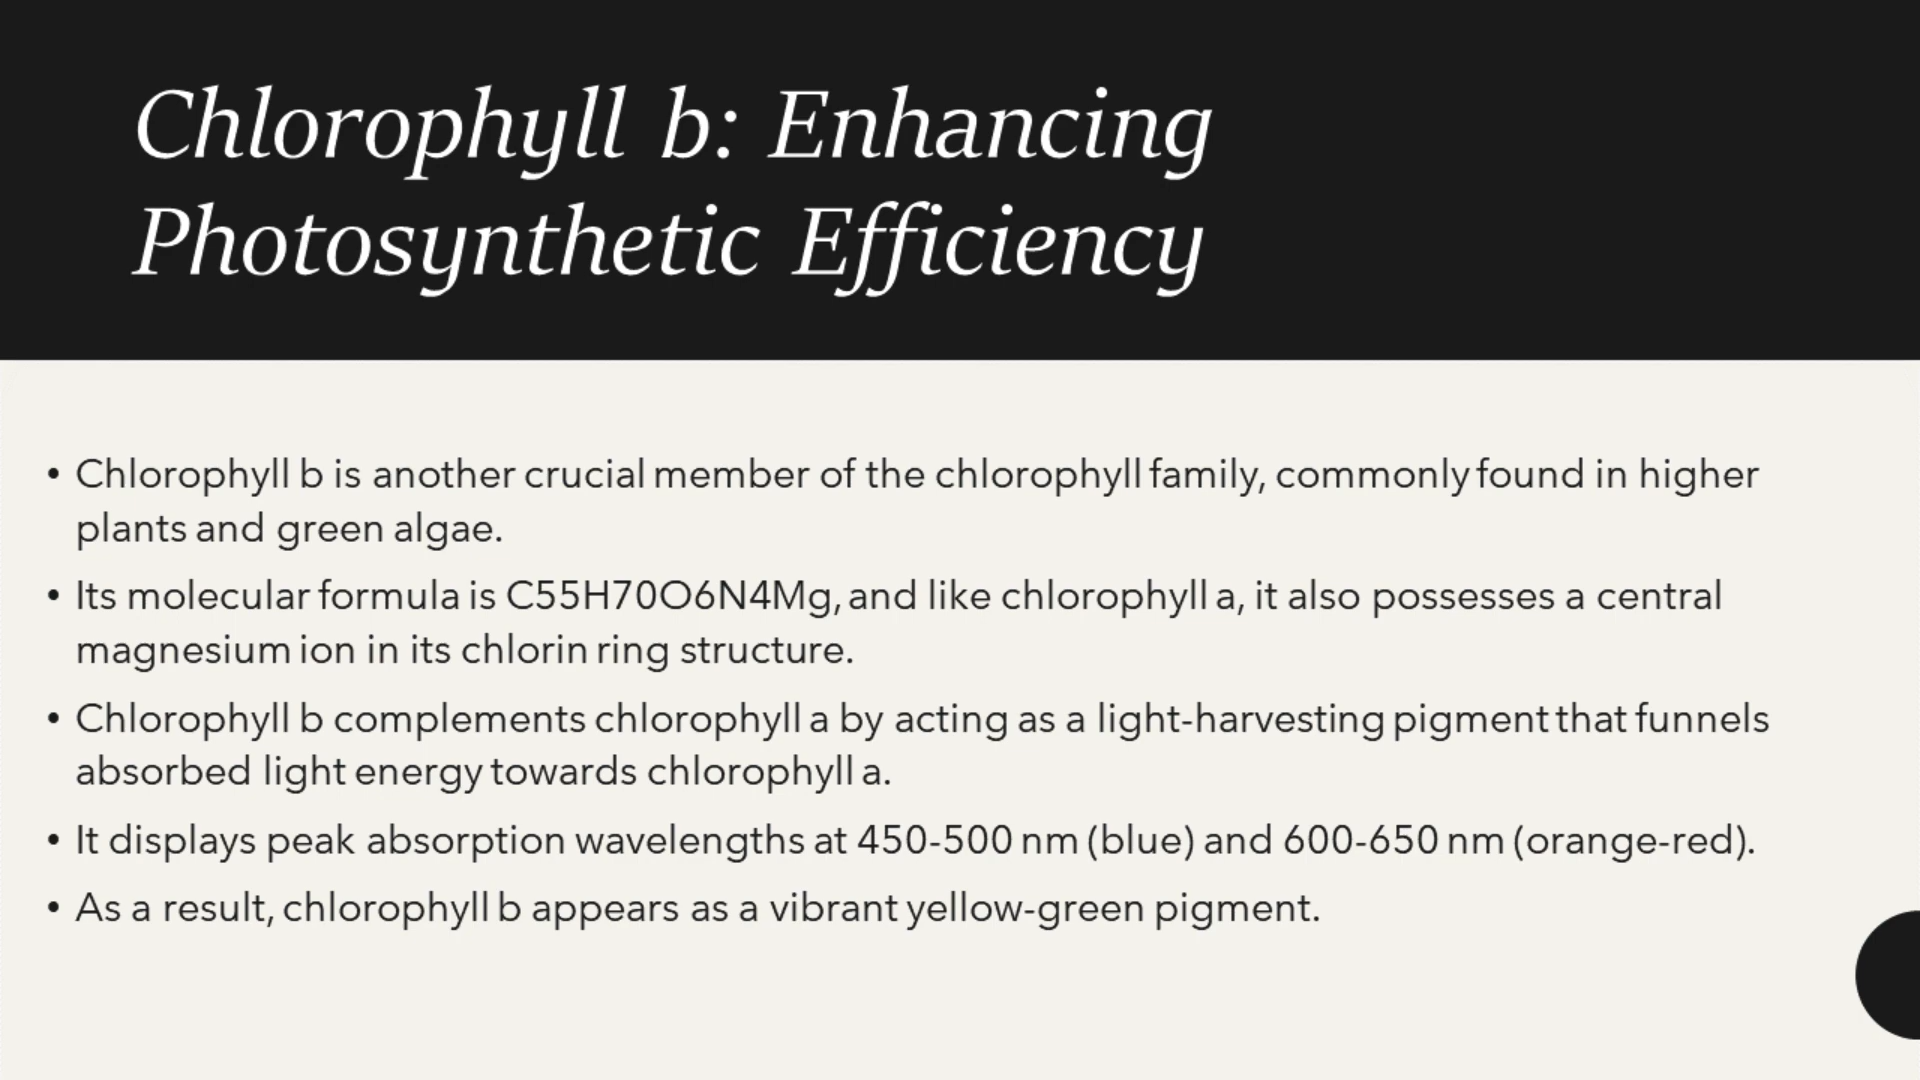 Chlorophyll b: Enhancing
Photosynthetic Efficiency
• Chlorophyll b is another crucial member of the chlorophyll family, commonly found in higher
plants and green algae.
• Its molecular formula is C55H70O6N4Mg, and like chlorophyll a, it also possesses a central
magnesium ion in its chlorin ring structure.
• Chlorophyll b complements chlorophyll a by acting as a light-harvesting pigment that funnels
absorbed light energy towards chlorophyll a.
• It displays peak absorption wavelengths at 450-500 nm (blue) and 600-650 nm (orange-red).
• As a result, chlorophyll b appears as a vibrant yellow-green pigment.